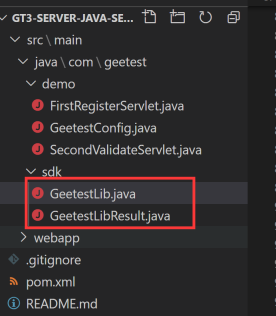 GT3-SERVER-JAVA-SE...
src \ main
java \ com \ geetest
demo
FirstRegisterServlet.java
GeetestConfig.java
SecondValidateServlet.java
sdk
GeetestLib.java
GeetestLibResult.java
webapp
.gitignore
pom.xml
README.md